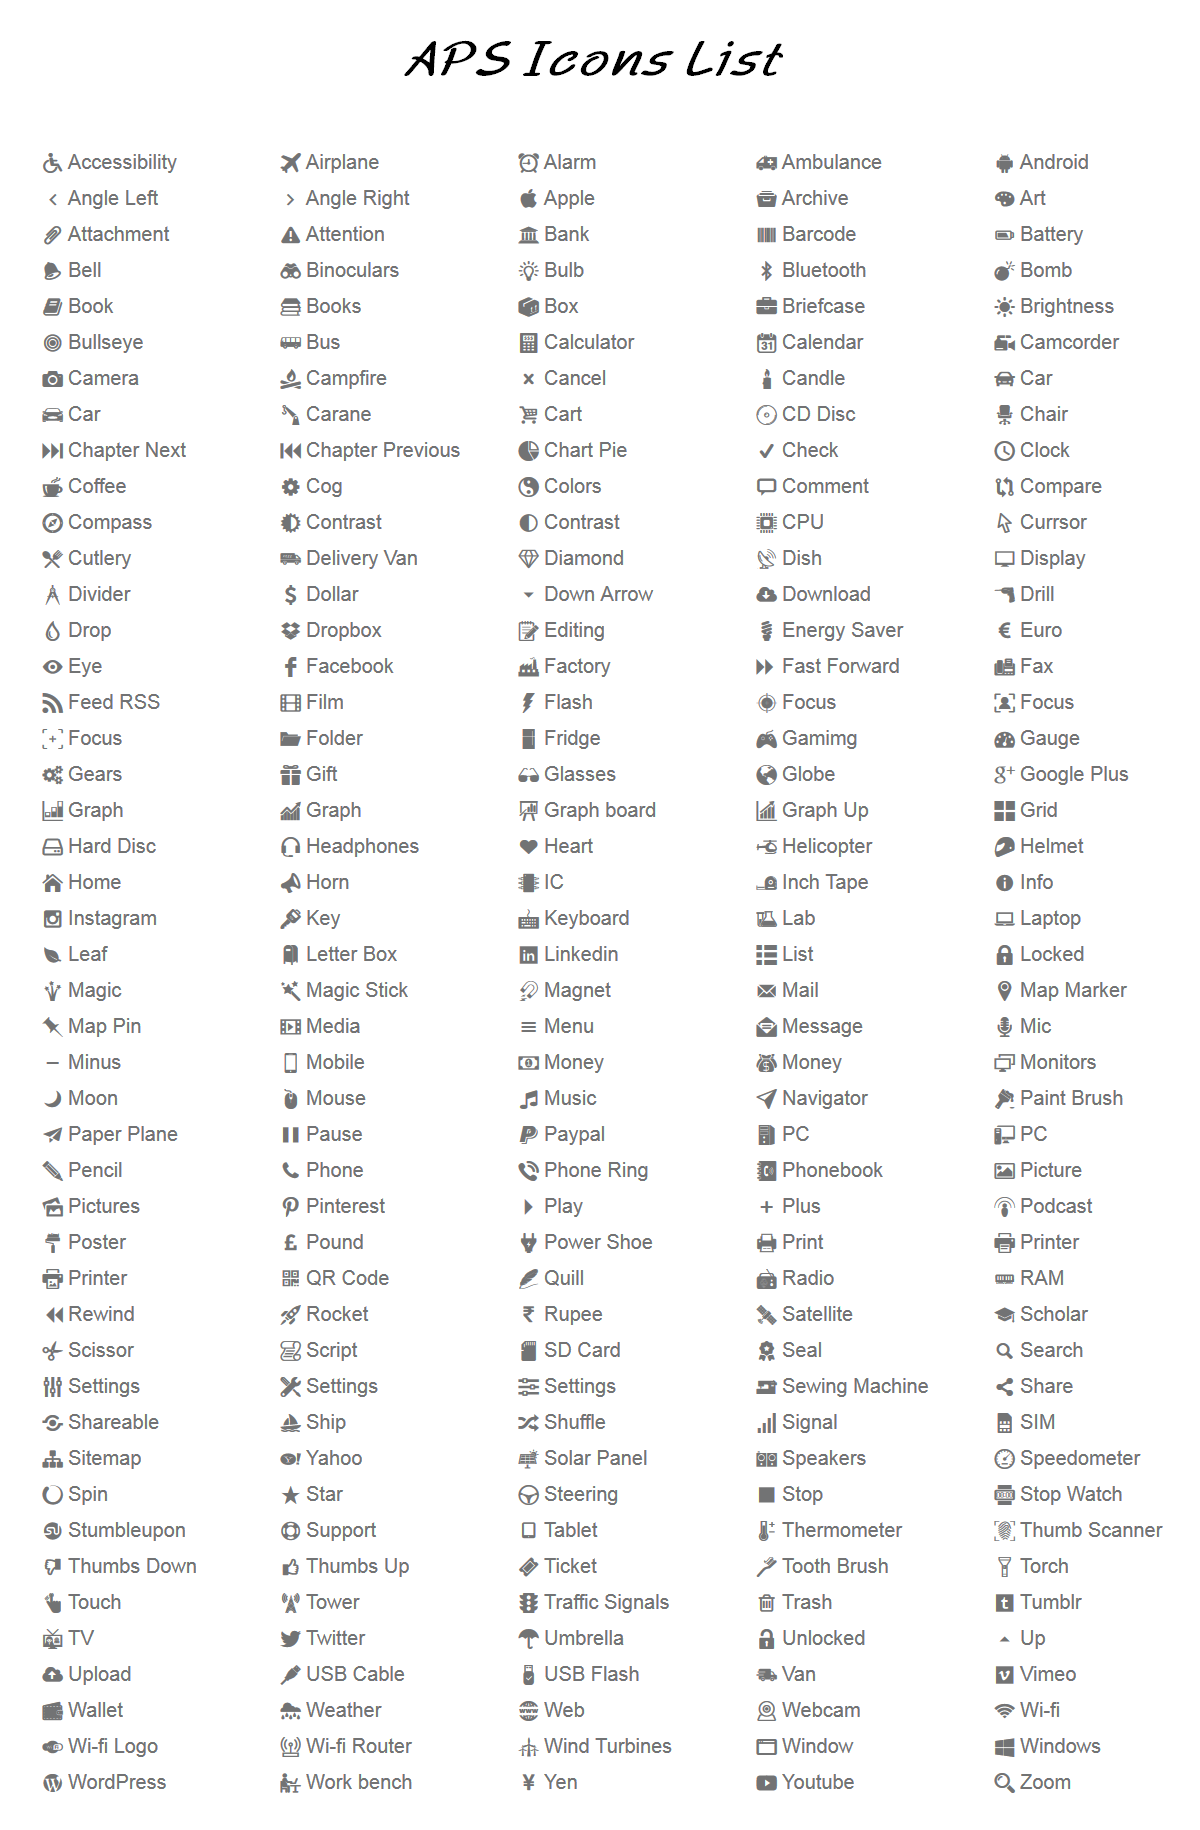 APS Icons List
Accessibility Airplane Alarm Ambulance Android
Angle Left Angle Right Apple Archive Art
Attachment Attention Bank Barcode Battery
Bell Binoculars Bulb Bluetooth Bomb
Book Books Box Briefcase Brightness
Bullseye Bus Calculator Calendar Camcorder
Camera Campfire Cancel Candle Car
Car Carane Cart CD Disc Chair
Chapter Next Chapter Previous Chart Pie Check Clock
Coffee Cog Colors Comment Compare
Compass Contrast Contrast CPU Currsor
Cutlery Delivery Van Diamond Dish Display
Divider Dollar Down Arrow Download Drill
Drop Dropbox Editing Energy Saver Euro
Eye Facebook Factory Fast Forward Fax
Feed RSS Film Flash Focus Focus
Focus Folder Fridge Gamimg Gauge
Gears Gift Glasses Globe Google Plus
Graph Graph Graph board Graph Up Grid
Hard Disc Headphones Heart Helicopter Helmet
Home Horn IC Inch Tape Info
Instagram Key Keyboard Lab Laptop
Leaf Letter Box Linkedin List Locked
Magic Magic Stick Magnet Mail Map Marker
Map Pin Media Menu Message Mic
Minus Mobile Money Money Monitors
Moon Mouse Music Navigator Paint Brush
Paper Plane Pause Paypal PC PC
Pencil Phone Phone Ring Phonebook Picture
Pictures Pinterest Play Plus Podcast
Poster Pound Power Shoe Print Printer
Printer QR Code Quill Radio RAM
Rewind Rocket Rupee Satellite Scholar
Scissor Script SD Card Seal Search
Settings Settings Settings Sewing Machine Share
Shareable Ship Shuffle Signal SIM
Sitemap Yahoo Solar Panel Speakers Speedometer
Spin Star Steering Stop Stop Watch
Stumbleupon Support Tablet Thermometer Thumb Scanner
Thumbs Down Thumbs Up Ticket Tooth Brush Torch
Touch Tower Traffic Signals Trash Tumblr
TV Twitter Umbrella Unlocked Up
Upload USB Cable USB Flash Van Vimeo
Wallet Weather Web Webcam Wi-fi
Wi-fi Logo Wi-fi Router Wind Turbines Window Windows
WordPress Work bench Yen Youtube Zoom